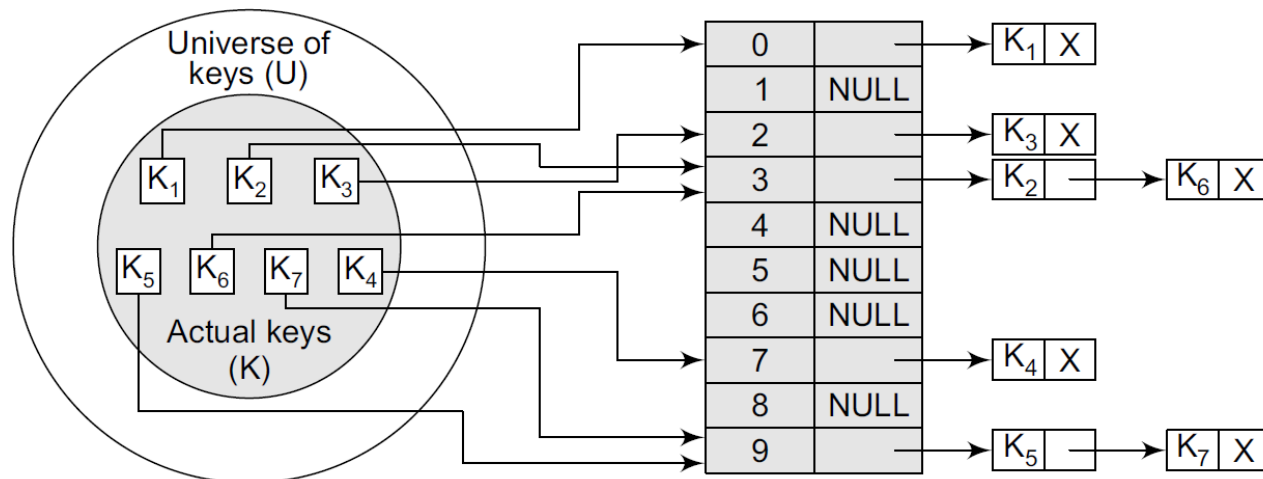 Universe of
keys (U)
K₁ K₂ K₃
K₅ K₆ K₇ K₄
Actual keys
(K)
0 K₁ X
1 NULL
2 K₃ X
3 K₂ K₆ X
4 NULL
5 NULL
6 NULL
7 K₄ X
8 NULL
9 K₅ K₇ X